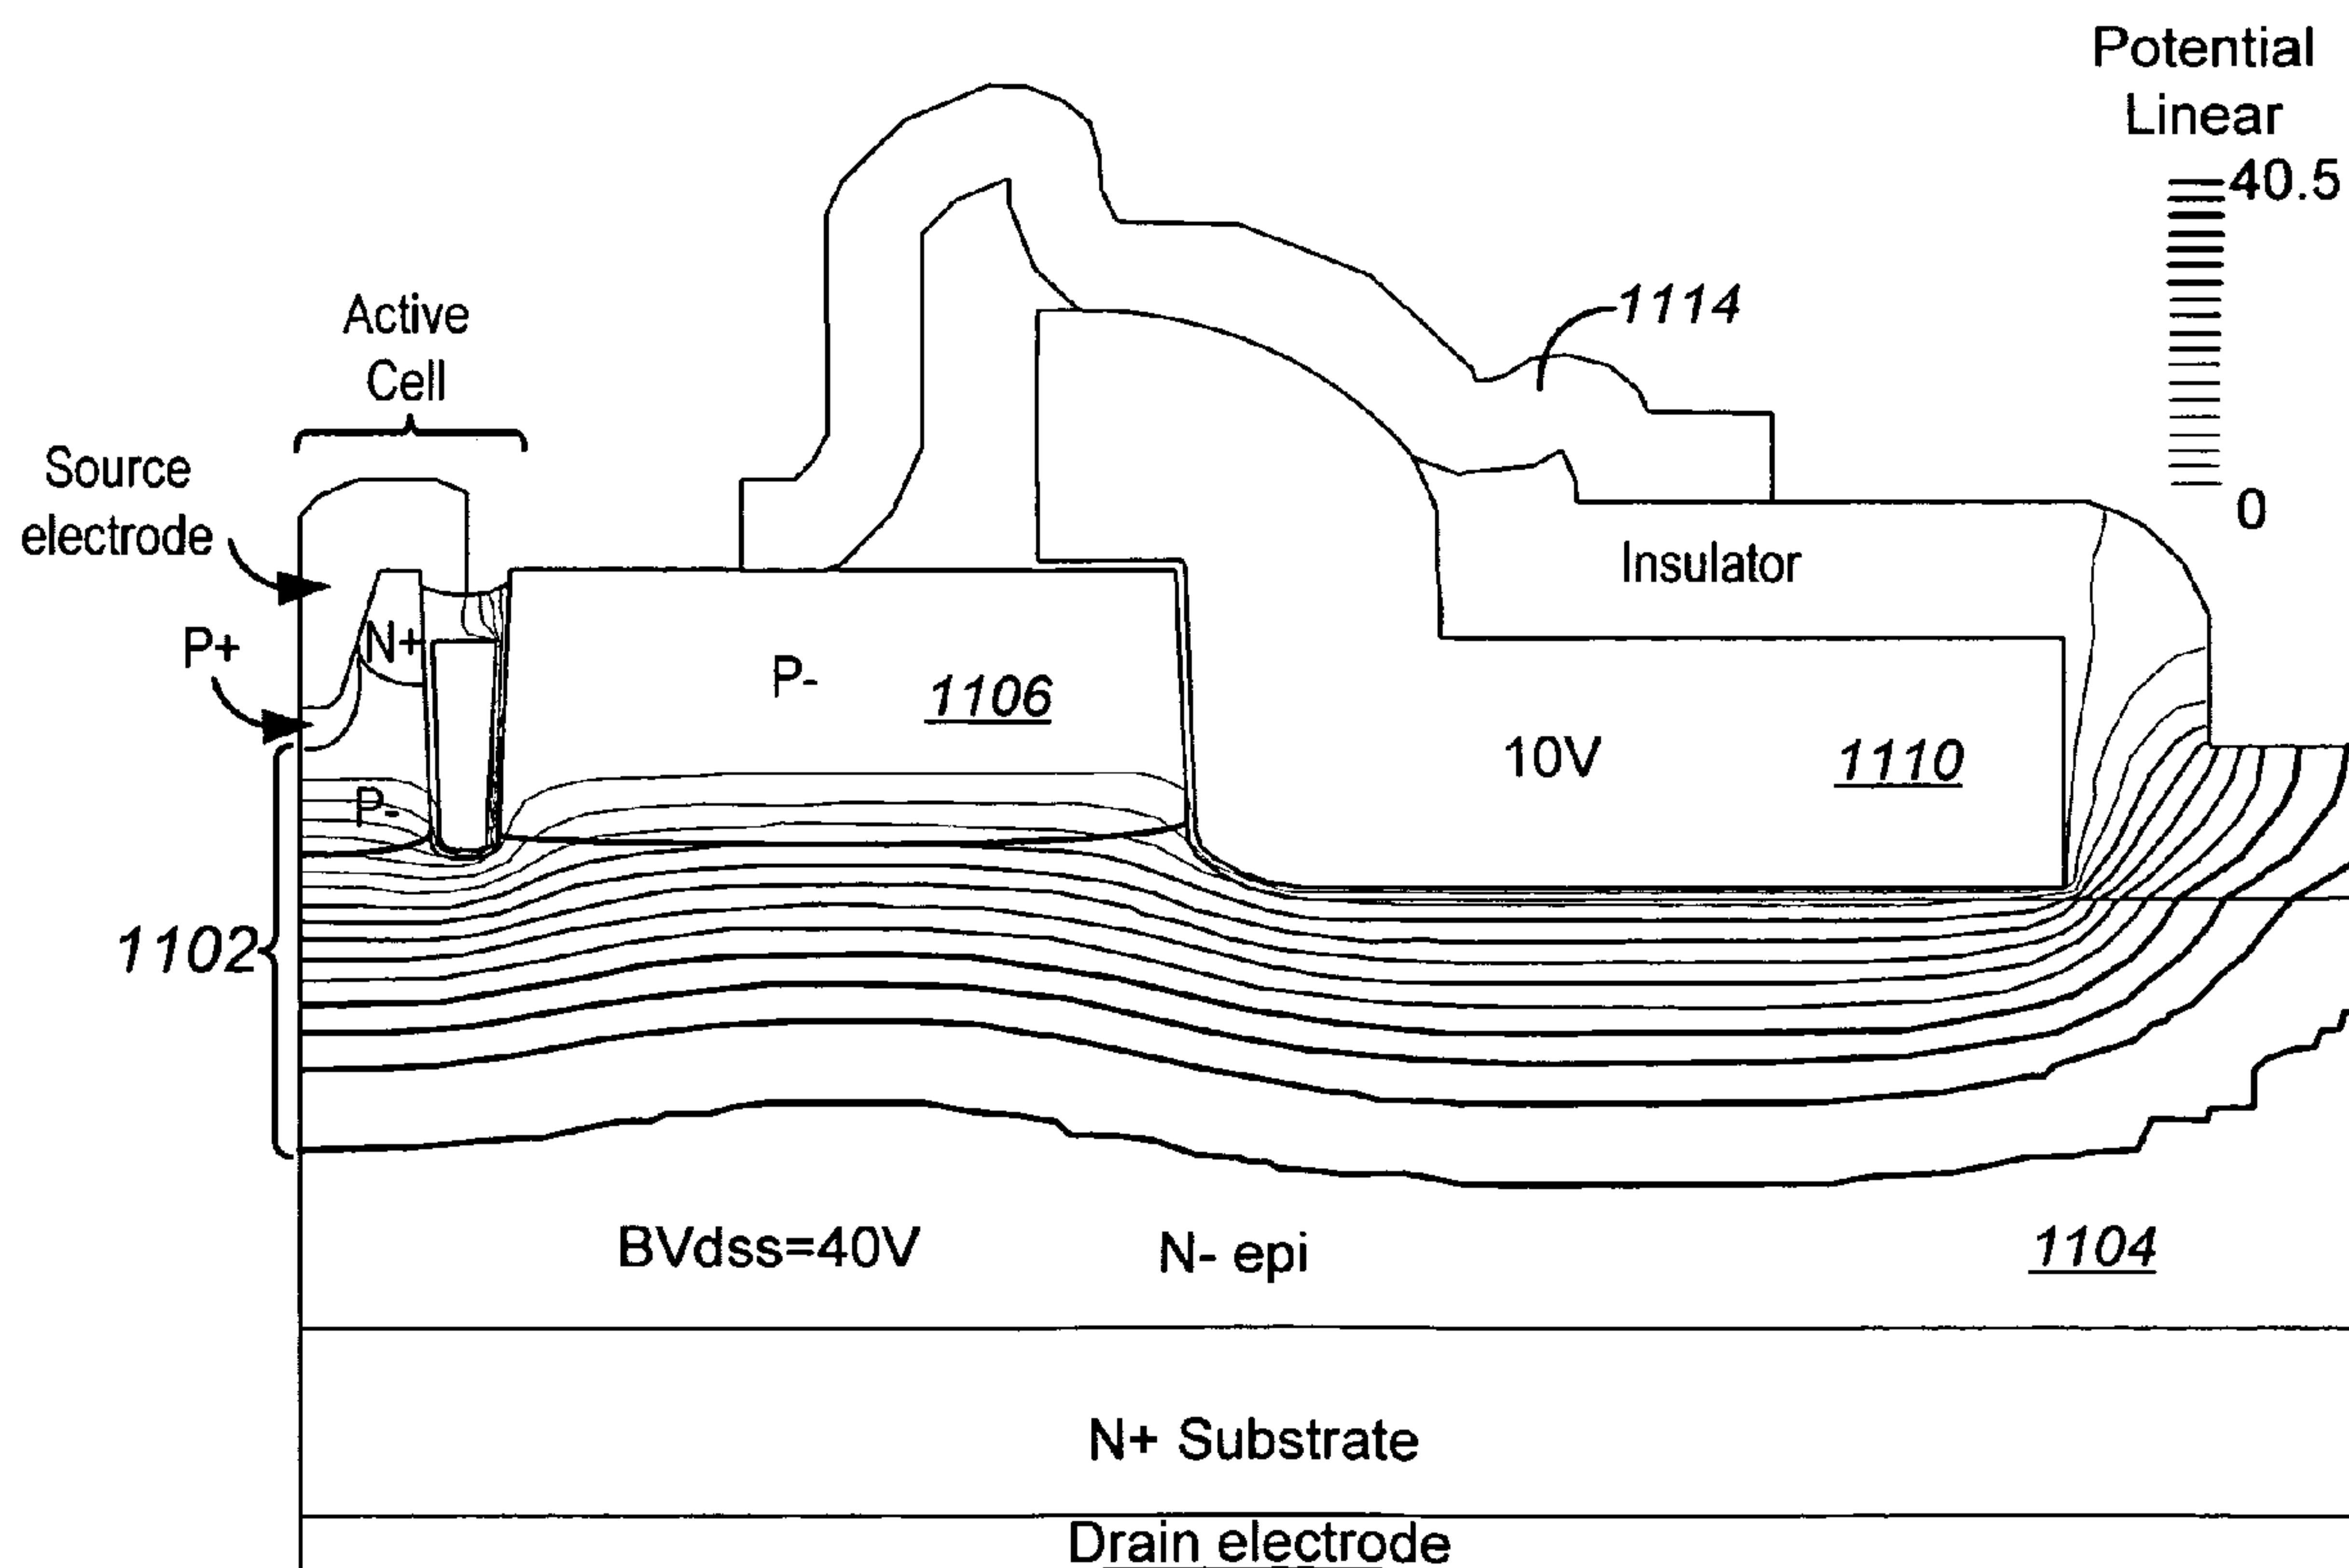 Potential
Linear
40.5
0
1114
Active
Cell
Source
electrode
Insulator
P+
N+
P-
1106
10V
1110
P-
1102
BVdss=40V
N- epi
1104
N+ Substrate
Drain electrode